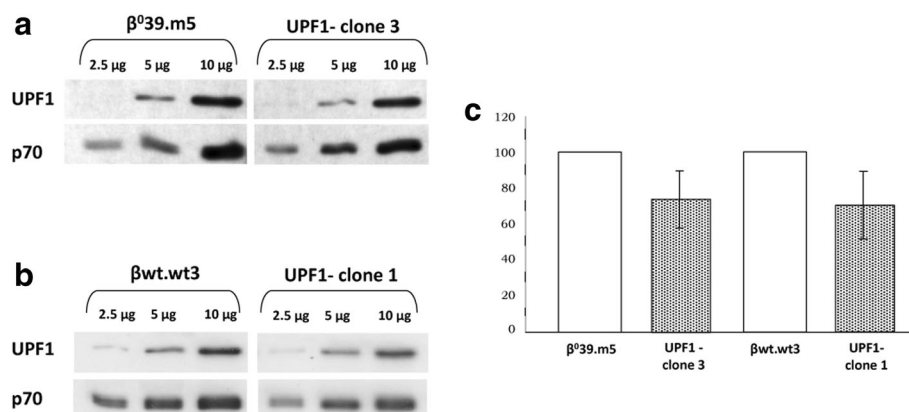 a
β⁰39.m5 UPF1- clone 3
2.5 µg 5 µg 10 µg 2.5 µg 5 µg 10 µg
UPF1
p70
b
βwt.wt3 UPF1- clone 1
2.5 µg 5 µg 10 µg 2.5 µg 5 µg 10 µg
UPF1
p70
c
120
100
80
60
40
20
0
β⁰39.m5 UPF1 - clone 3 βwt.wt3 UPF1- clone 1